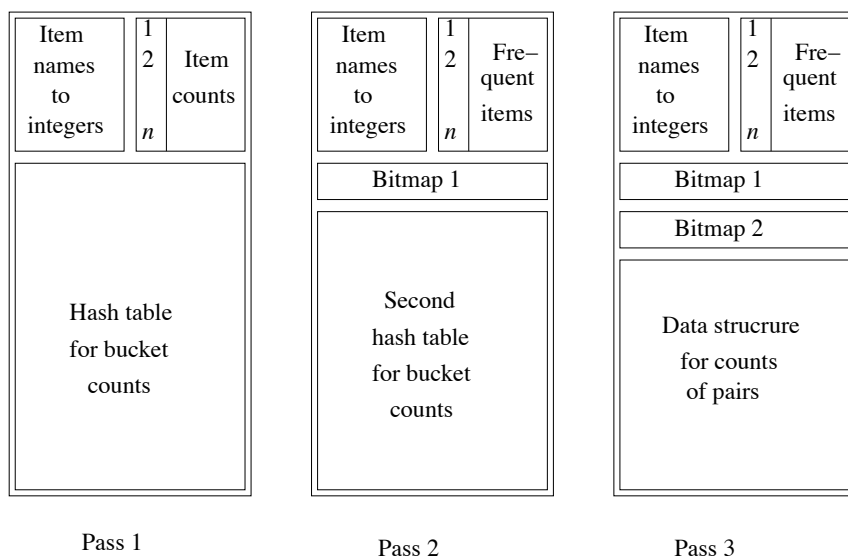 Item
names
to
integers
1
2
n
Item
counts
Hash table
for bucket
counts
Pass 1
Item
names
to
integers
1
2
n
Fre–
quent
items
Bitmap 1
Second
hash table
for bucket
counts
Pass 2
Item
names
to
integers
1
2
n
Fre–
quent
items
Bitmap 1
Bitmap 2
Data strucrure
for counts
of pairs
Pass 3